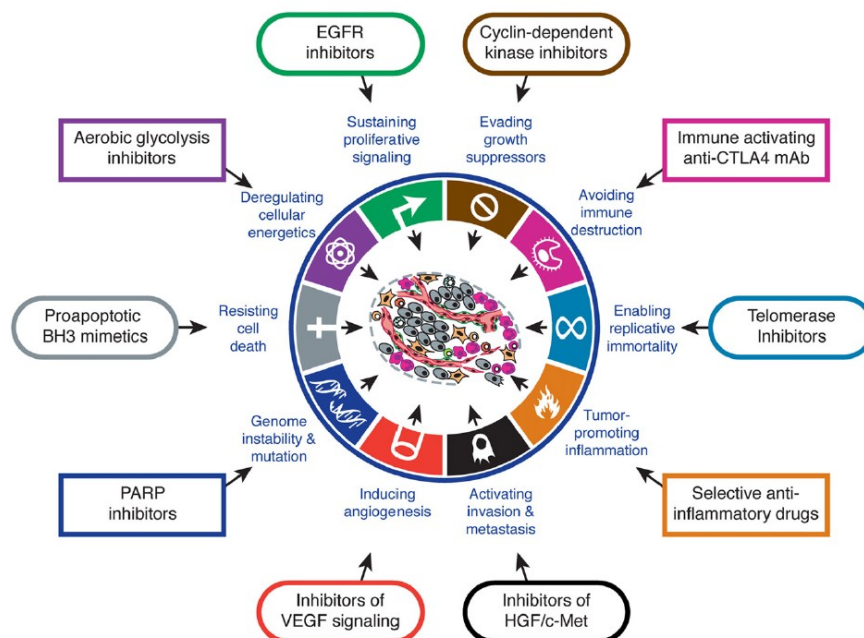 EGFR
inhibitors
Cyclin-dependent
kinase inhibitors
Sustaining
proliferative
signaling
Evading
growth
suppressors
Aerobic glycolysis
inhibitors
Immune activating
anti-CTLA4 mAb
Deregulating
cellular
energetics
Avoiding
immune
destruction
Proapoptotic
BH3 mimetics
Resisting
cell
death
Enabling
replicative
immortality
Telomerase
Inhibitors
Genome
instability &
mutation
Tumor-
promoting
inflammation
PARP
inhibitors
Inducing
angiogenesis
Activating
invasion &
metastasis
Selective anti-
inflammatory drugs
Inhibitors of
VEGF signaling
Inhibitors of
HGF/c-Met